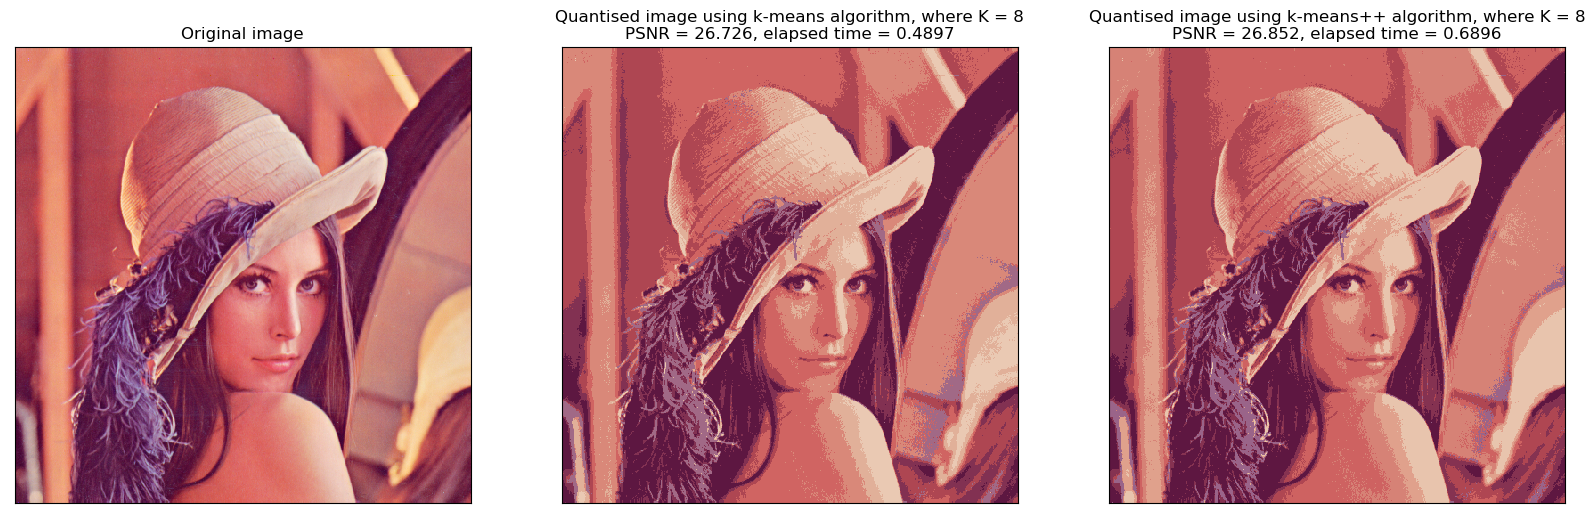 Original image
Quantised image using k-means algorithm, where K = 8
PSNR = 26.726, elapsed time = 0.4897
Quantised image using k-means++ algorithm, where K = 8
PSNR = 26.852, elapsed time = 0.6896